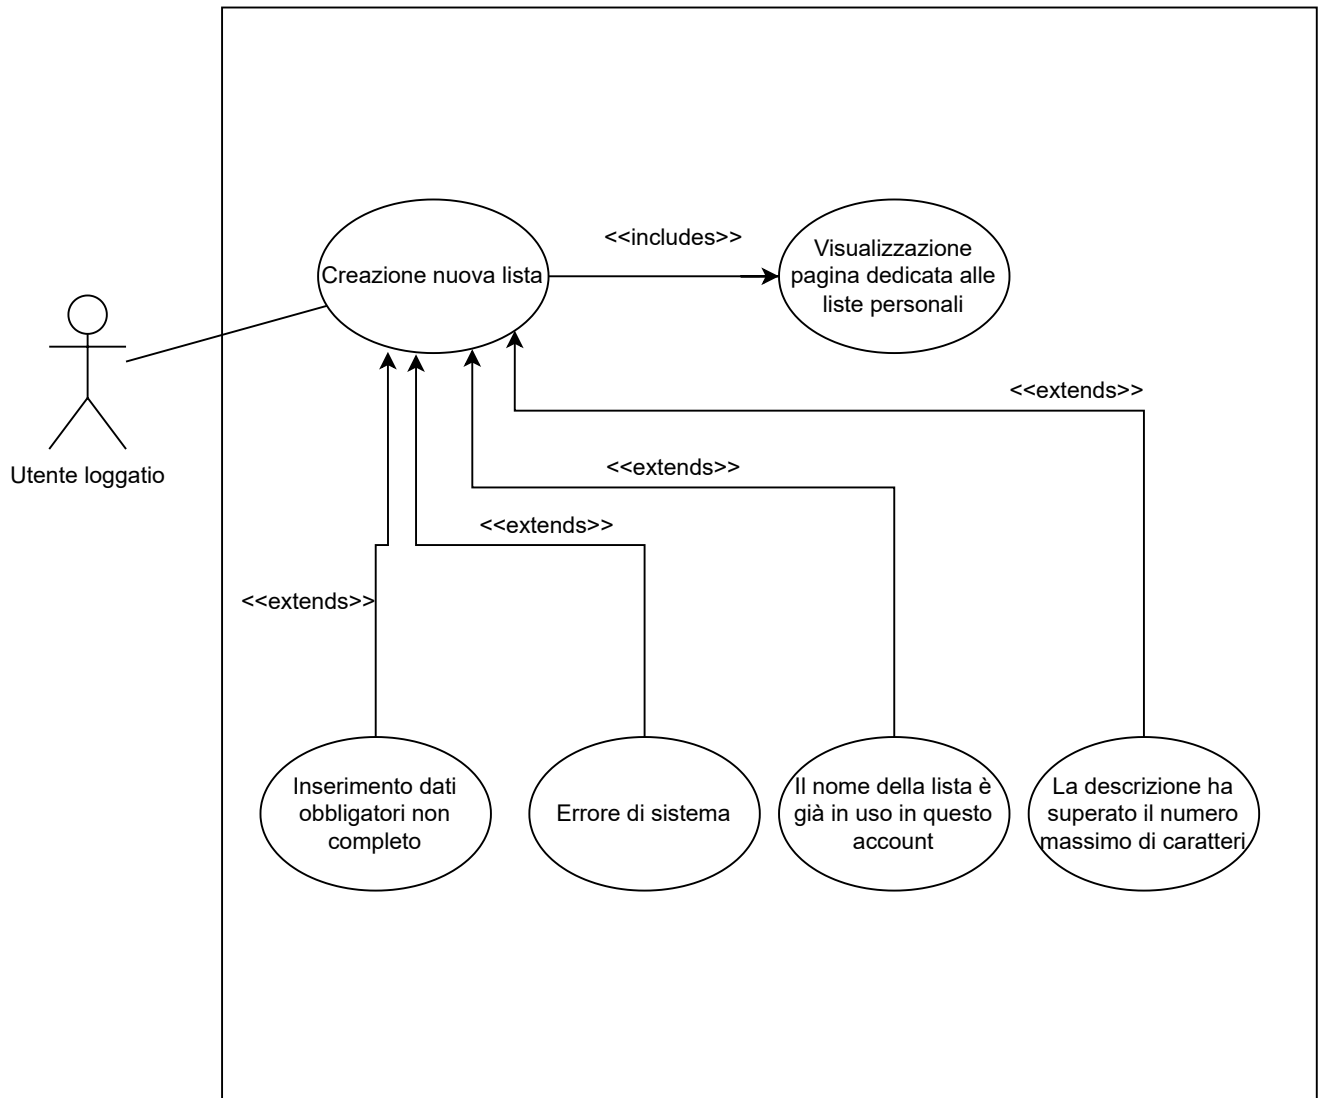 <<includes>>
Visualizzazione
pagina dedicata alle
liste personali
Creazione nuova lista
<<extends>>
<<extends>>
Utente loggatio
<<extends>>
<<extends>>
Inserimento dati
obbligatori non
completo
Errore di sistema
Il nome della lista è
già in uso in questo
account
La descrizione ha
superato il numero
massimo di caratteri